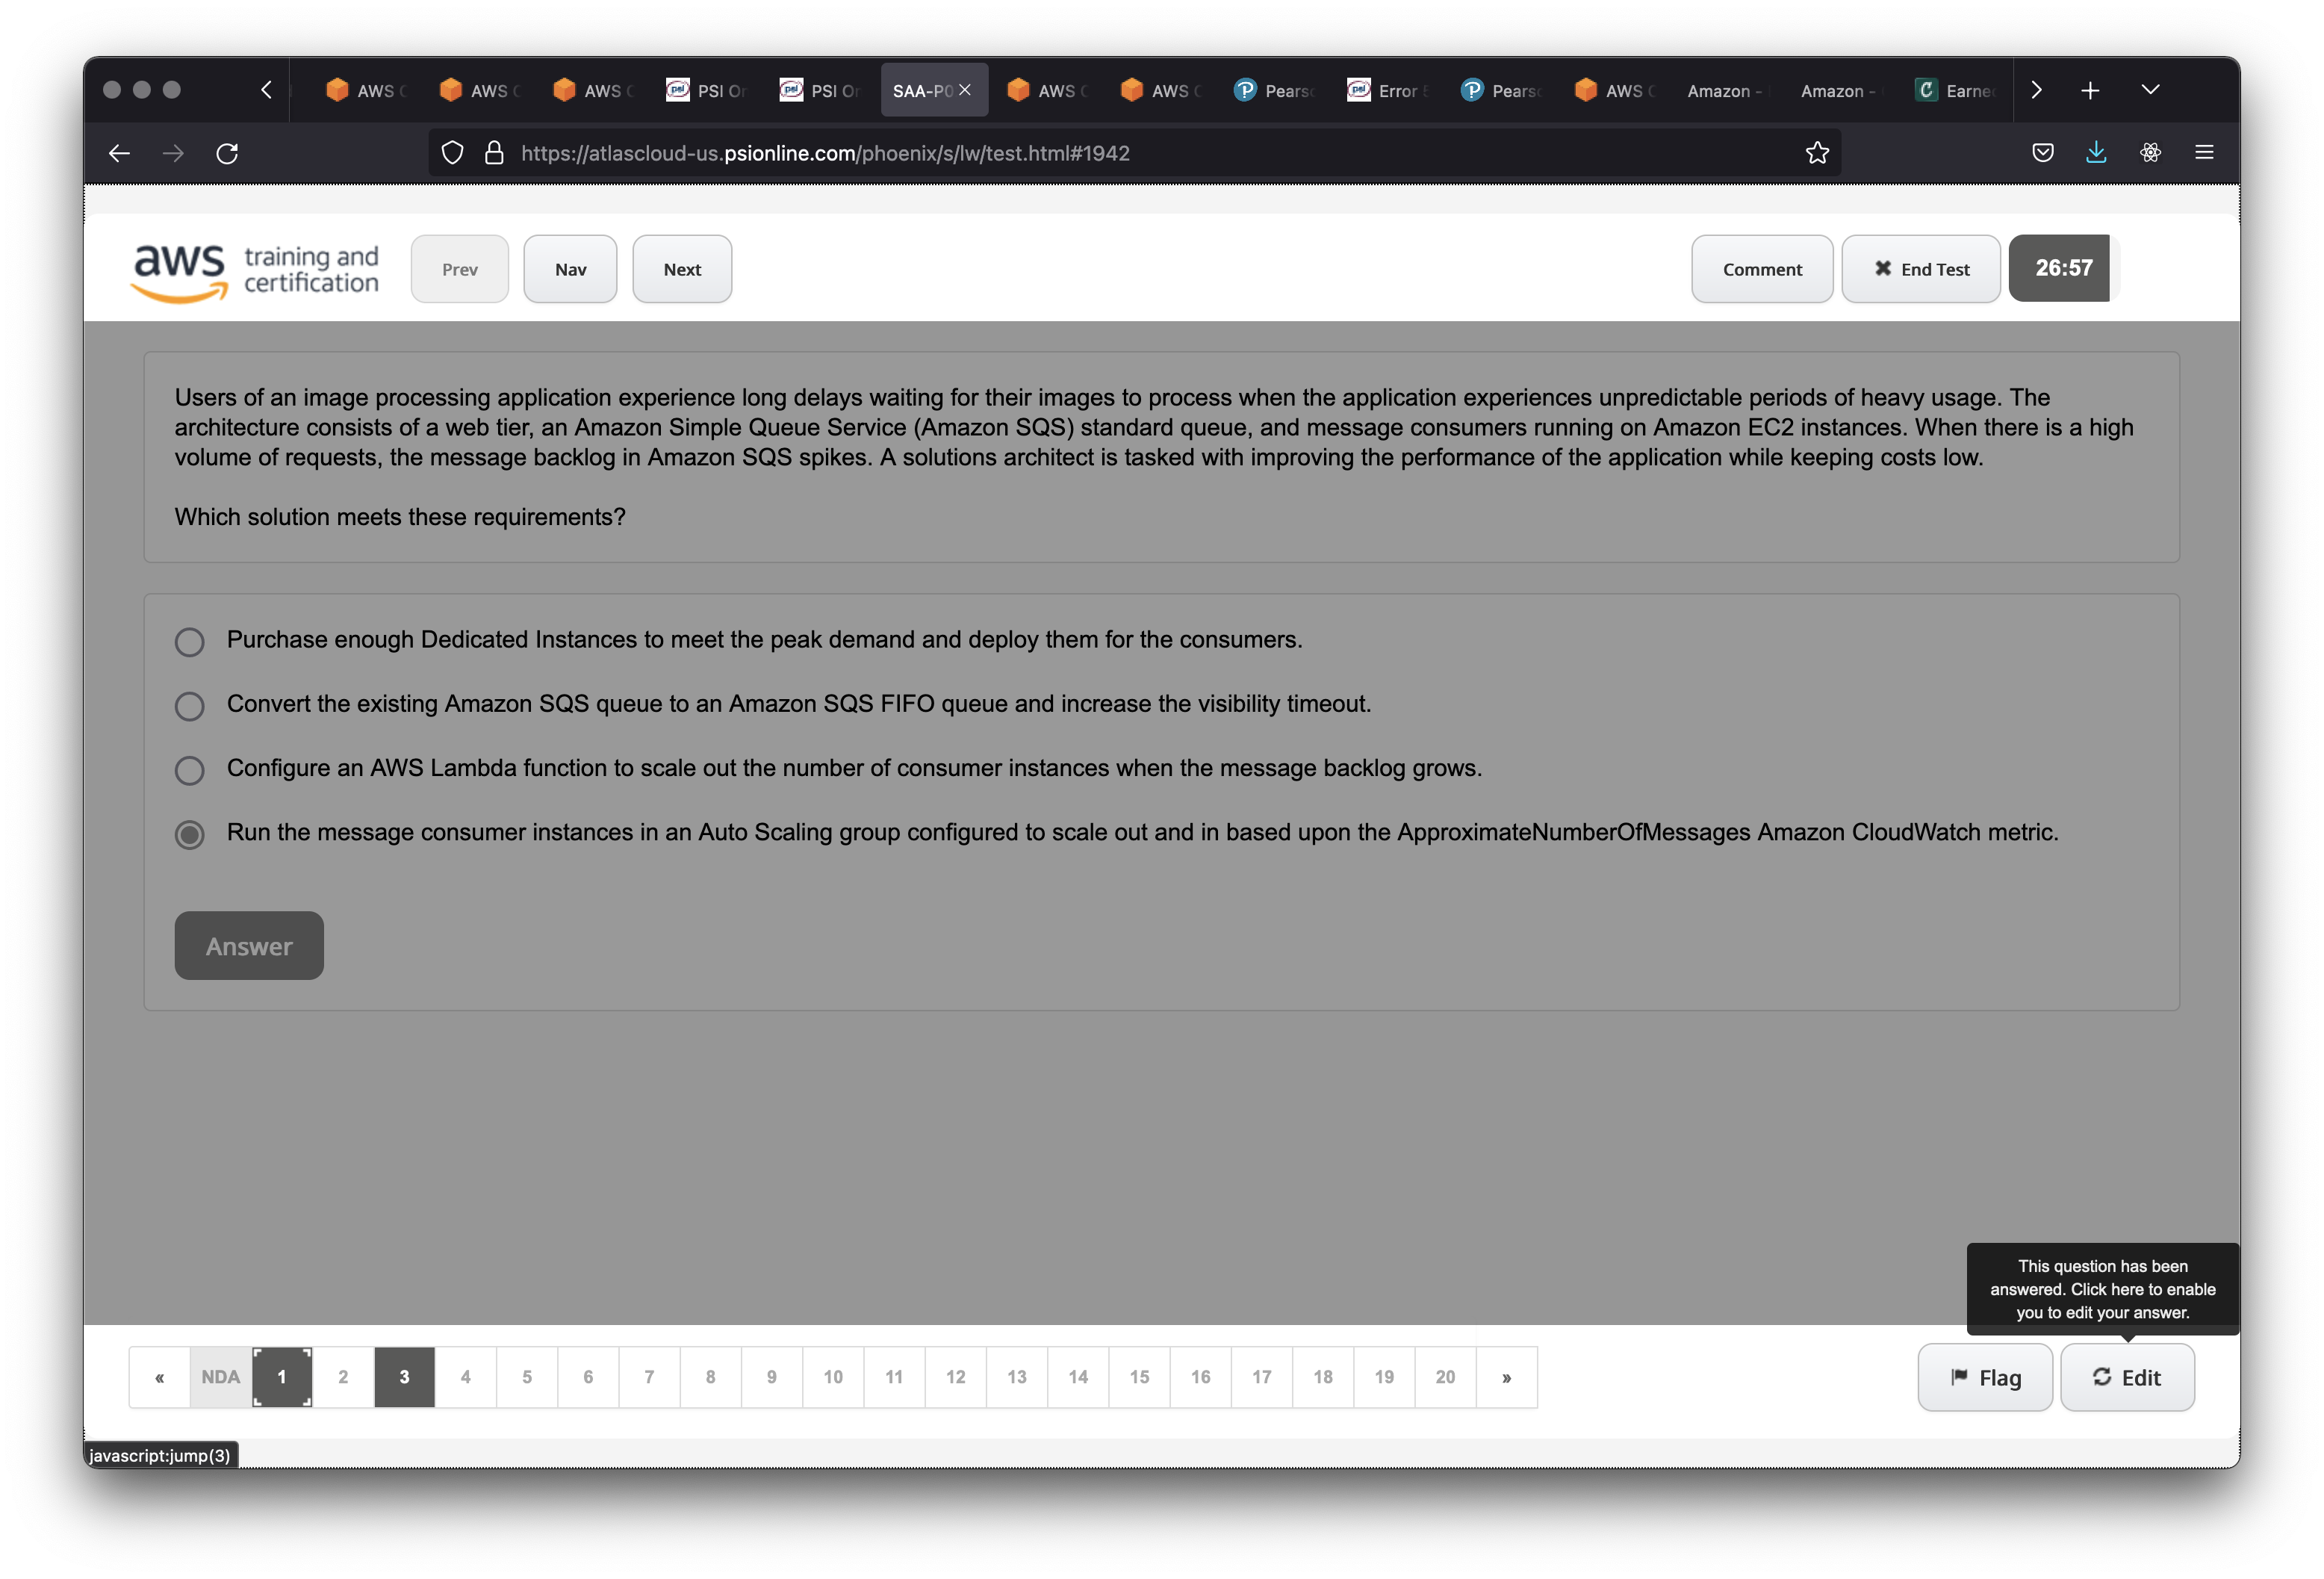 AWS
AWS
AWS
PSI
PSI
SAA-P0
AWS
AWS
Pears
Error
Pears
AWS
Amazon -
Amazon -
Earne
https://atlascloud-us.psionline.com/phoenix/s/lw/test.html#1942
aws training and certification
Prev
Nav
Next
Comment
✖ End Test
26:57
Users of an image processing application experience long delays waiting for their images to process when the application experiences unpredictable periods of heavy usage. The
architecture consists of a web tier, an Amazon Simple Queue Service (Amazon SQS) standard queue, and message consumers running on Amazon EC2 instances. When there is a high
volume of requests, the message backlog in Amazon SQS spikes. A solutions architect is tasked with improving the performance of the application while keeping costs low.
Which solution meets these requirements?
Purchase enough Dedicated Instances to meet the peak demand and deploy them for the consumers.
Convert the existing Amazon SQS queue to an Amazon SQS FIFO queue and increase the visibility timeout.
Configure an AWS Lambda function to scale out the number of consumer instances when the message backlog grows.
Run the message consumer instances in an Auto Scaling group configured to scale out and in based upon the ApproximateNumberOfMessages Amazon CloudWatch metric.
Answer
This question has been
answered. Click here to enable
you to edit your answer.
« NDA 1 2 3 4 5 6 7 8 9 10 11 12 13 14 15 16 17 18 19 20 »
Flag
Edit
javascript:jump(3)